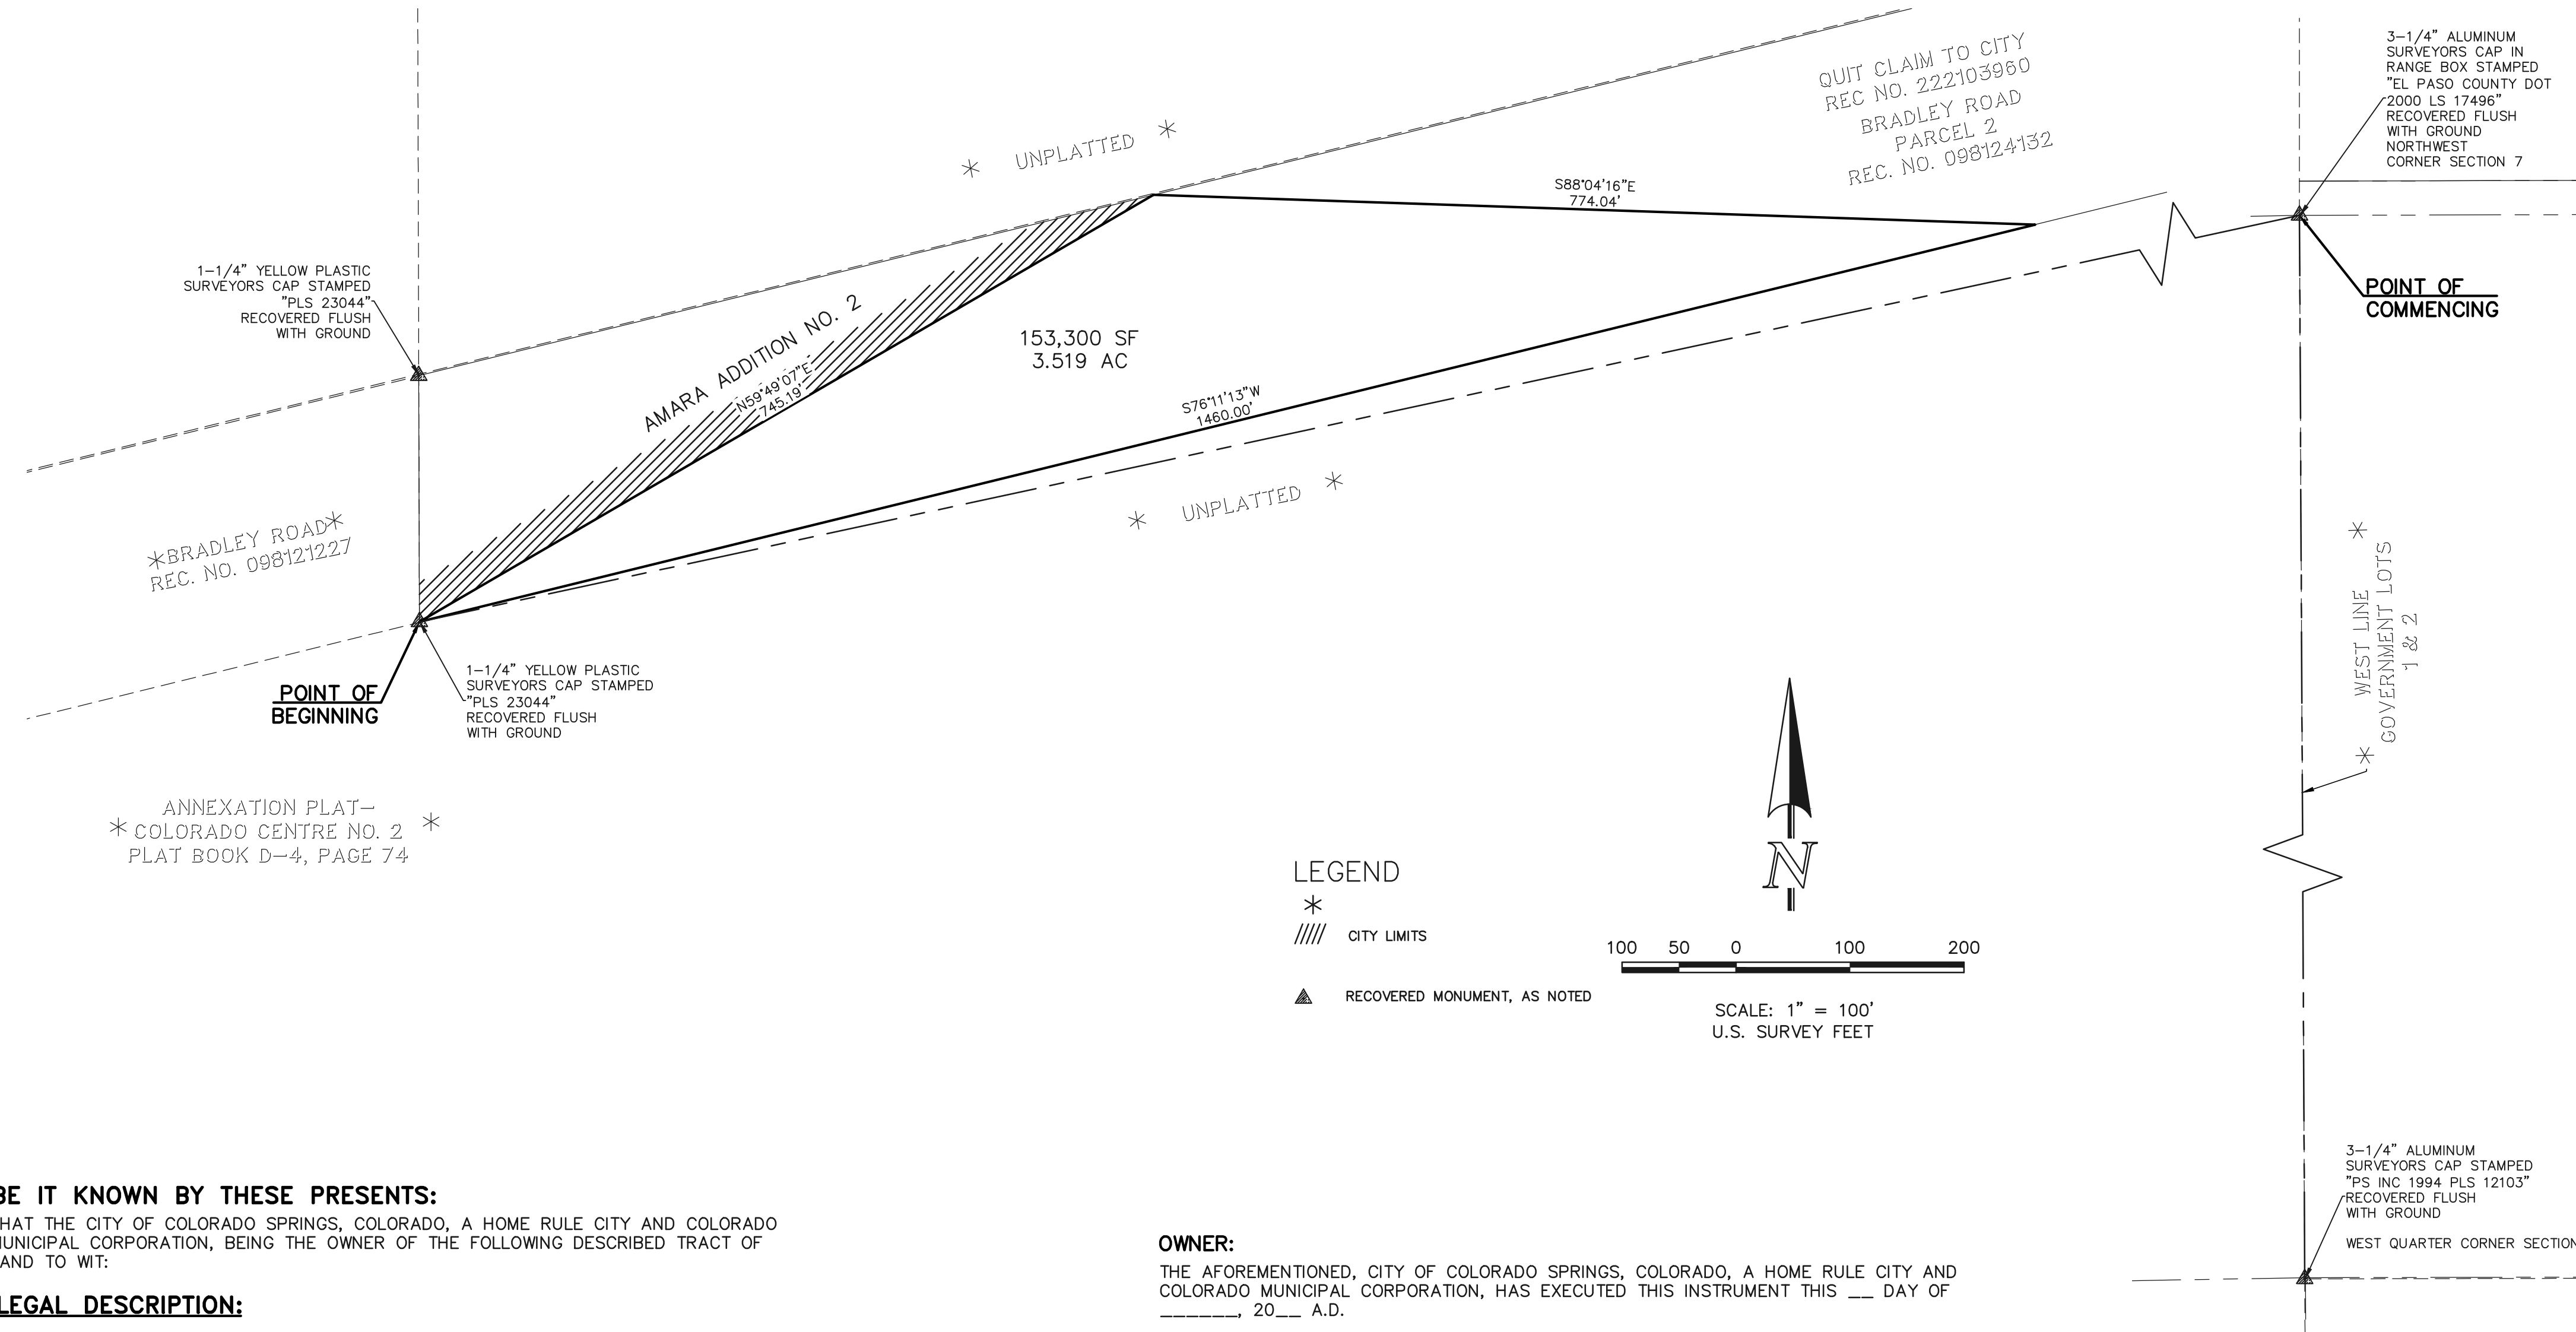 3-1/4" ALUMINUM
SURVEYORS CAP IN
RANGE BOX STAMPED
"EL PASO COUNTY DOT
2000 LS 17496"
RECOVERED FLUSH
WITH GROUND
NORTHWEST
CORNER SECTION 7
QUIT CLAIM TO CITY
REC NO. 222103960
BRADLEY ROAD
PARCEL 2
REC. NO. 098124132
* UNPLATTED *
S88°04'16"E
774.04'
1-1/4" YELLOW PLASTIC
SURVEYORS CAP STAMPED
"PLS 23044"
RECOVERED FLUSH
WITH GROUND
POINT OF
COMMENCING
AMARA ADDITION NO. 2
N59°49'07"E
745.19'
153,300 SF
3.519 AC
S76°11'13"W
1460.00'
* UNPLATTED *
*BRADLEY ROAD*
REC. NO. 098121227
* WEST LINE *
GOVERNMENT LOTS
1 & 2
POINT OF
BEGINNING
1-1/4" YELLOW PLASTIC
SURVEYORS CAP STAMPED
"PLS 23044"
RECOVERED FLUSH
WITH GROUND
ANNEXATION PLAT-
* COLORADO CENTRE NO. 2 *
PLAT BOOK D-4, PAGE 74
N
LEGEND
*
CITY LIMITS
RECOVERED MONUMENT, AS NOTED
100 50 0 100 200
SCALE: 1" = 100'
U.S. SURVEY FEET
3-1/4" ALUMINUM
SURVEYORS CAP STAMPED
"PS INC 1994 PLS 12103"
RECOVERED FLUSH
WITH GROUND
WEST QUARTER CORNER SECTION
BE IT KNOWN BY THESE PRESENTS:
HAT THE CITY OF COLORADO SPRINGS, COLORADO, A HOME RULE CITY AND COLORADO
MUNICIPAL CORPORATION, BEING THE OWNER OF THE FOLLOWING DESCRIBED TRACT OF
AND TO WIT:
LEGAL DESCRIPTION:
OWNER:
THE AFOREMENTIONED, CITY OF COLORADO SPRINGS, COLORADO, A HOME RULE CITY AND
COLORADO MUNICIPAL CORPORATION, HAS EXECUTED THIS INSTRUMENT THIS __ DAY OF
______, 20__ A.D.